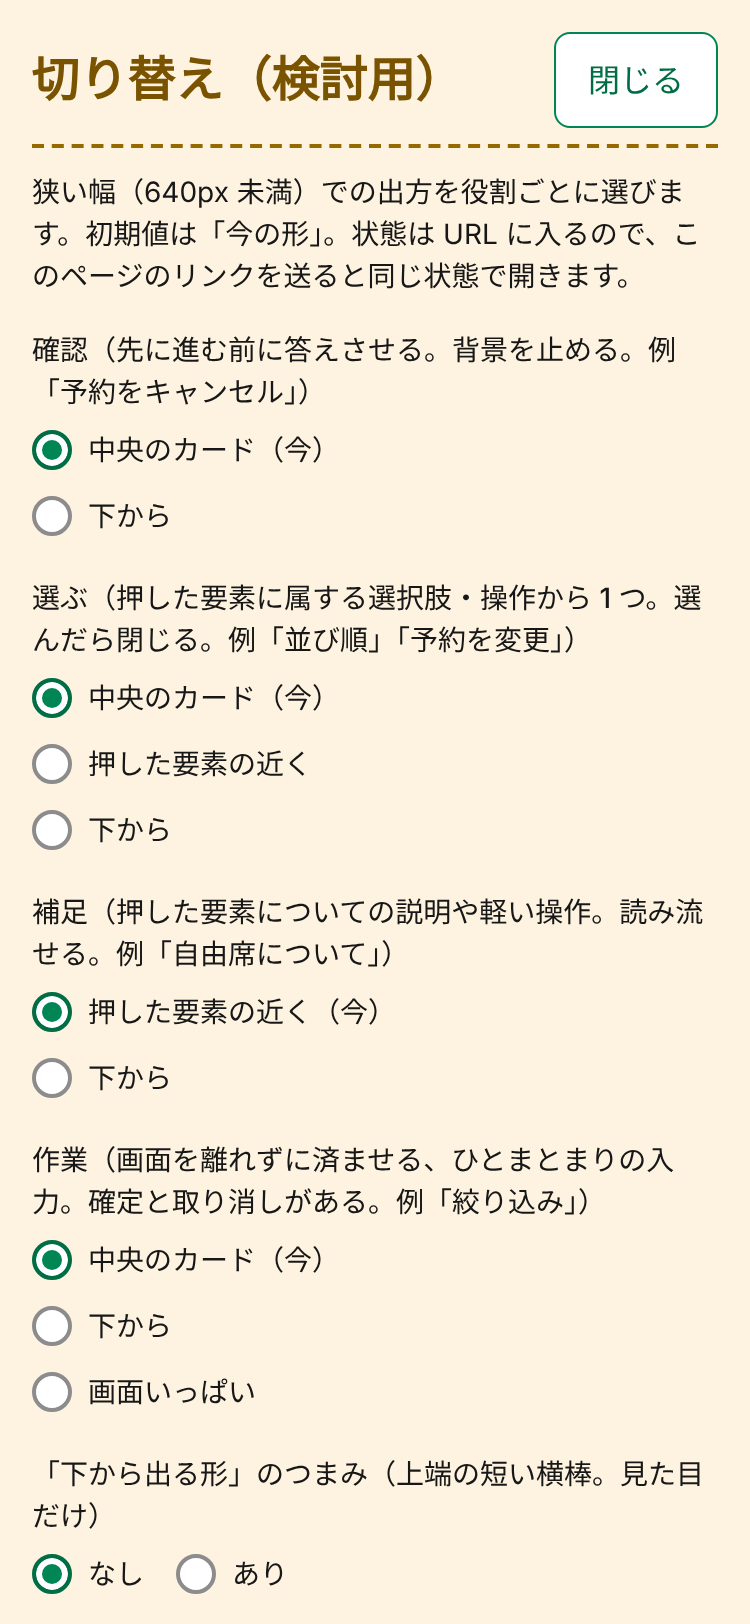 切り替え（検討用）
閉じる
狭い幅（640px 未満）での出方を役割ごとに選びま
す。初期値は「今の形」。状態は URL に入るので、こ
のページのリンクを送ると同じ状態で開きます。
確認（先に進む前に答えさせる。背景を止める。例
「予約をキャンセル」）
中央のカード（今）
下から
選ぶ（押した要素に属する選択肢・操作から 1 つ。選
んだら閉じる。例「並び順」「予約を変更」）
中央のカード（今）
押した要素の近く
下から
補足（押した要素についての説明や軽い操作。読み流
せる。例「自由席について」）
押した要素の近く（今）
下から
作業（画面を離れずに済ませる、ひとまとまりの入
力。確定と取り消しがある。例「絞り込み」）
中央のカード（今）
下から
画面いっぱい
「下から出る形」のつまみ（上端の短い横棒。見た目
だけ）
なし
あり